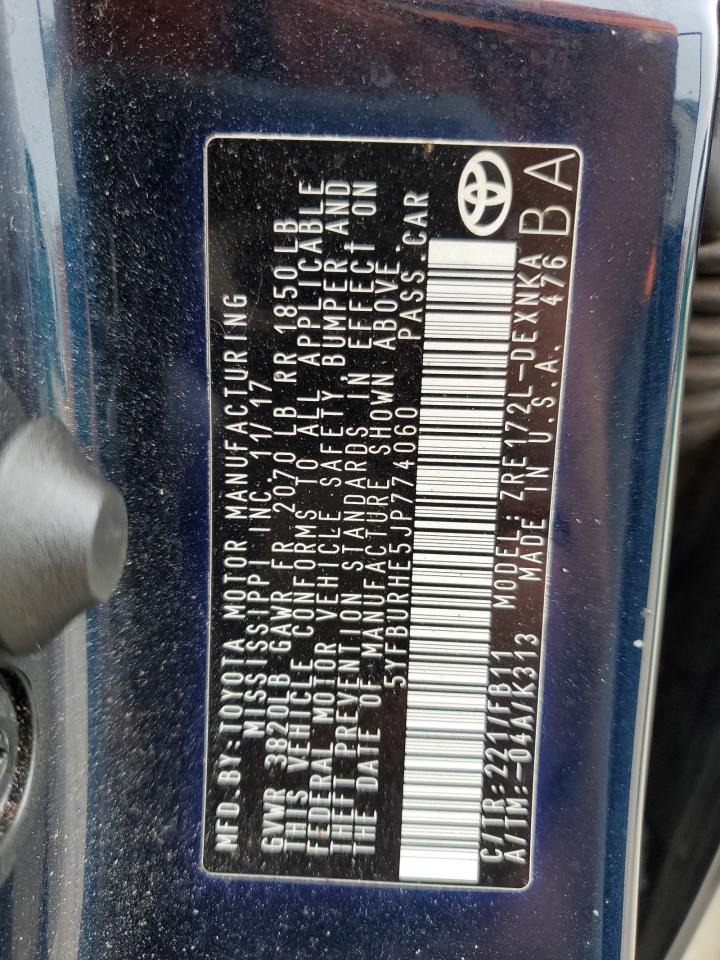 MFD.BY:TOYOTA MOTOR MANUFACTURING
MISSISSIPPI INC. 11/17
GVWR 3820LB GAWR FR 2070 LB RR 1850 LB
THIS VEHICLE CONFORMS TO ALL APPLICABLE
FEDERAL MOTOR VEHICLE SAFETY, BUMPER AND
THEFT PREVENTION STANDARDS IN EFFECT ON
THE DATE OF MANUFACTURE SHOWN ABOVE.
5YFBURHE5JP774060 PASS.CAR
C/TR:221/FB11 MODEL:ZRE172L-DEXNKA
A/TM:-04A/K313 MADE IN U.S.A. 476
BA